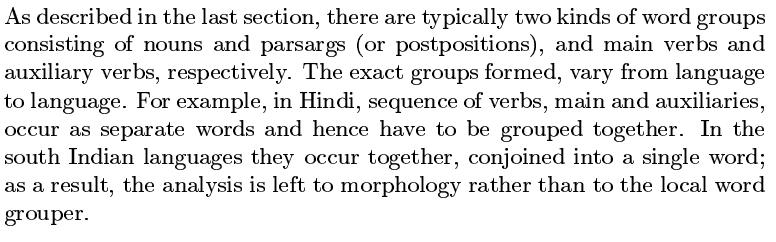 As described in the last section, there are typically two kinds of word groups
consisting of nouns and parsargs (or postpositions), and main verbs and
auxiliary verbs, respectively. The exact groups formed, vary from language
to language. For example, in Hindi, sequence of verbs, main and auxiliaries,
occur as separate words and hence have to be grouped together. In the
south Indian languages they occur together, conjoined into a single word;
as a result, the analysis is left to morphology rather than to the local word
grouper.